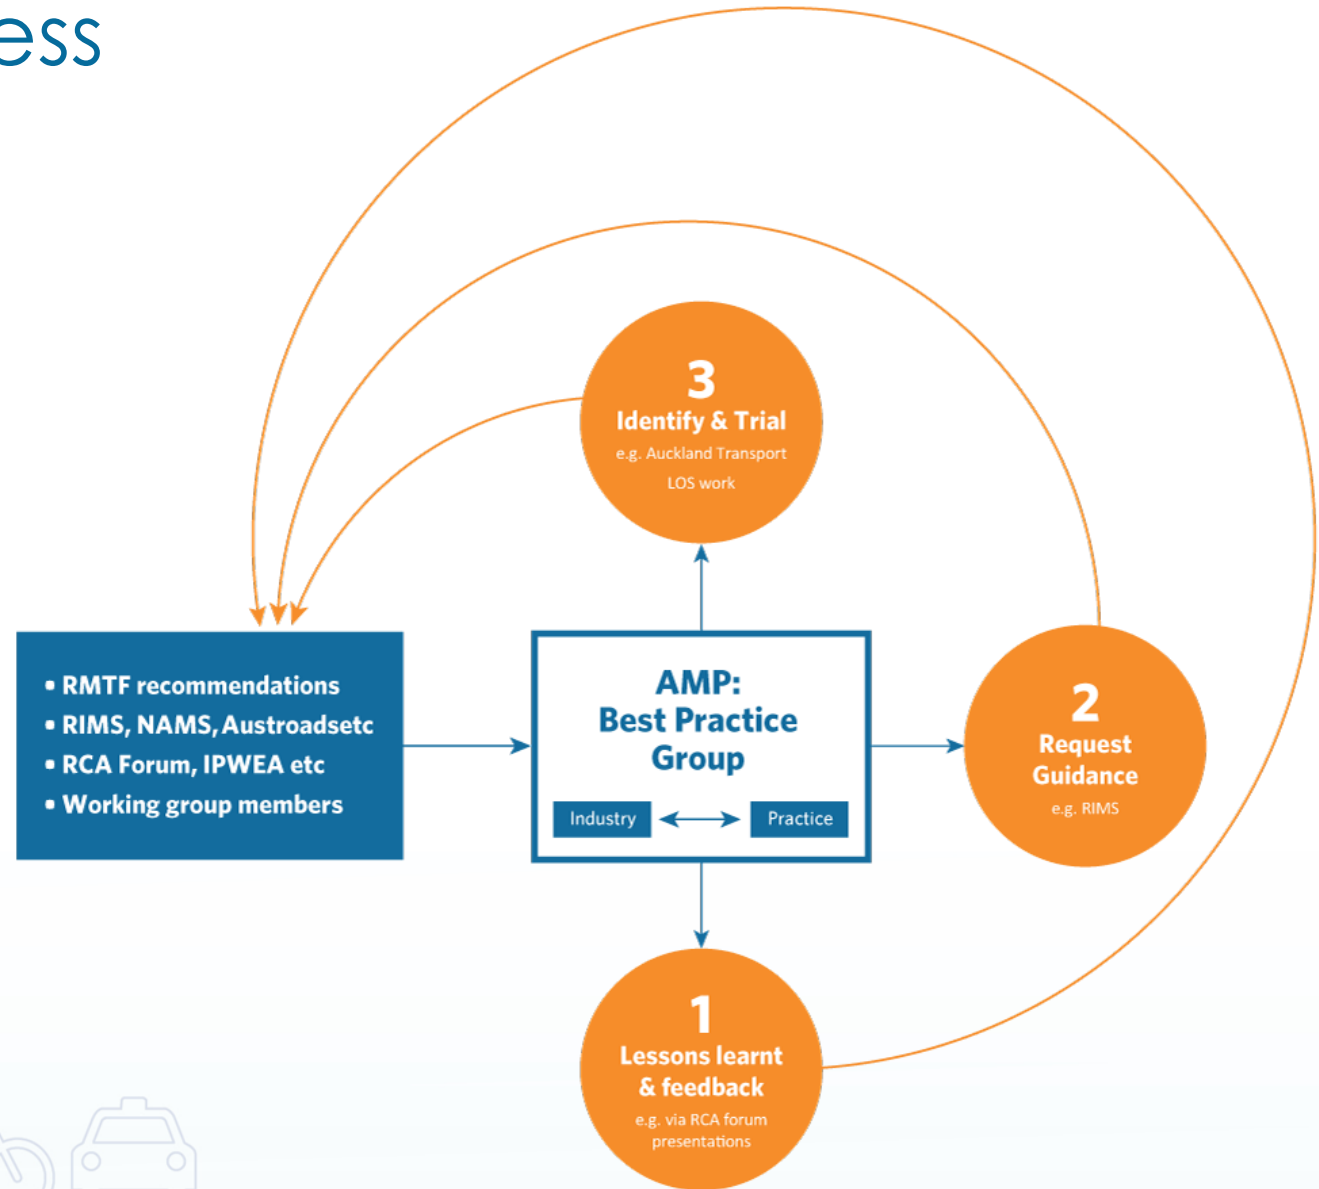 ess
3
Identify & Trial
e.g. Auckland Transport
LOS work
▪ RMTF recommendations
▪ RIMS, NAMS, Austroadsetc
▪ RCA Forum, IPWEA etc
▪ Working group members
AMP:
Best Practice
Group
Industry
Practice
2
Request
Guidance
e.g. RIMS
1
Lessons learnt
& feedback
e.g. via RCA forum
presentations